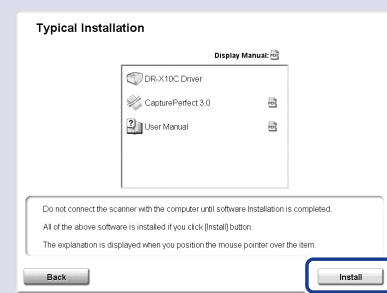 Typical Installation
Display Manual:
DR-X10C Driver
CapturePerfect 3.0
User Manual
Do not connect the scanner with the computer until software Installation is completed.
All of the above software is installed if you click [Install] button.
The explanation is displayed when you position the mouse pointer over the item.
Back
Install